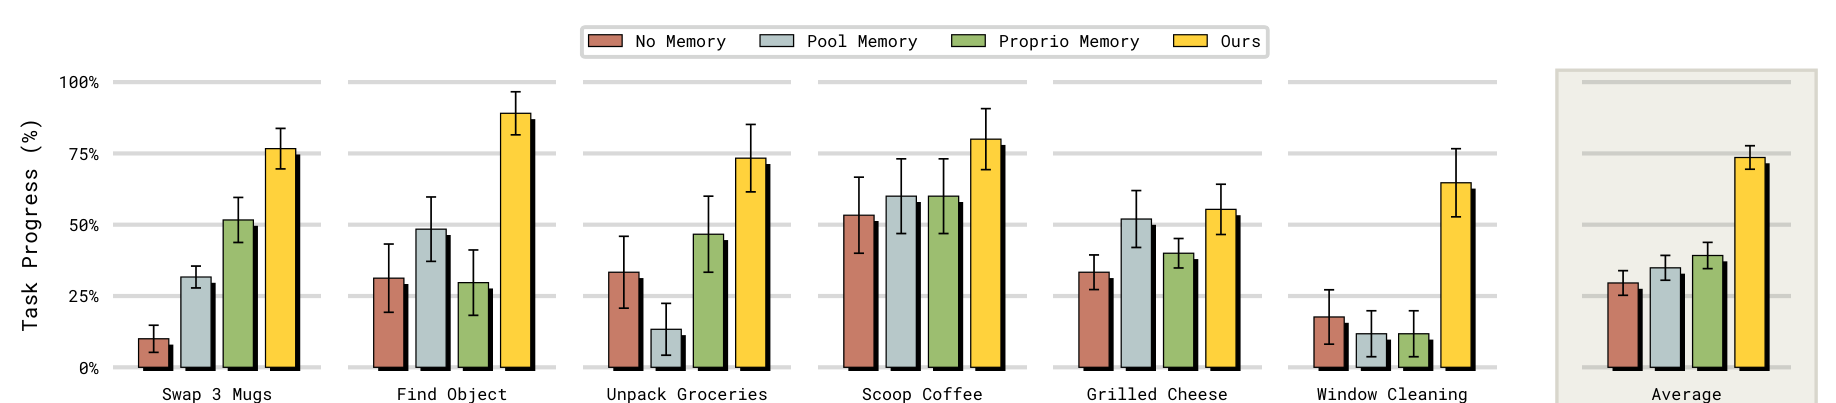 No Memory Pool Memory Proprio Memory Ours
Task Progress (%)
100%
75%
50%
25%
0%
Swap 3 Mugs Find Object Unpack Groceries Scoop Coffee Grilled Cheese Window Cleaning Average